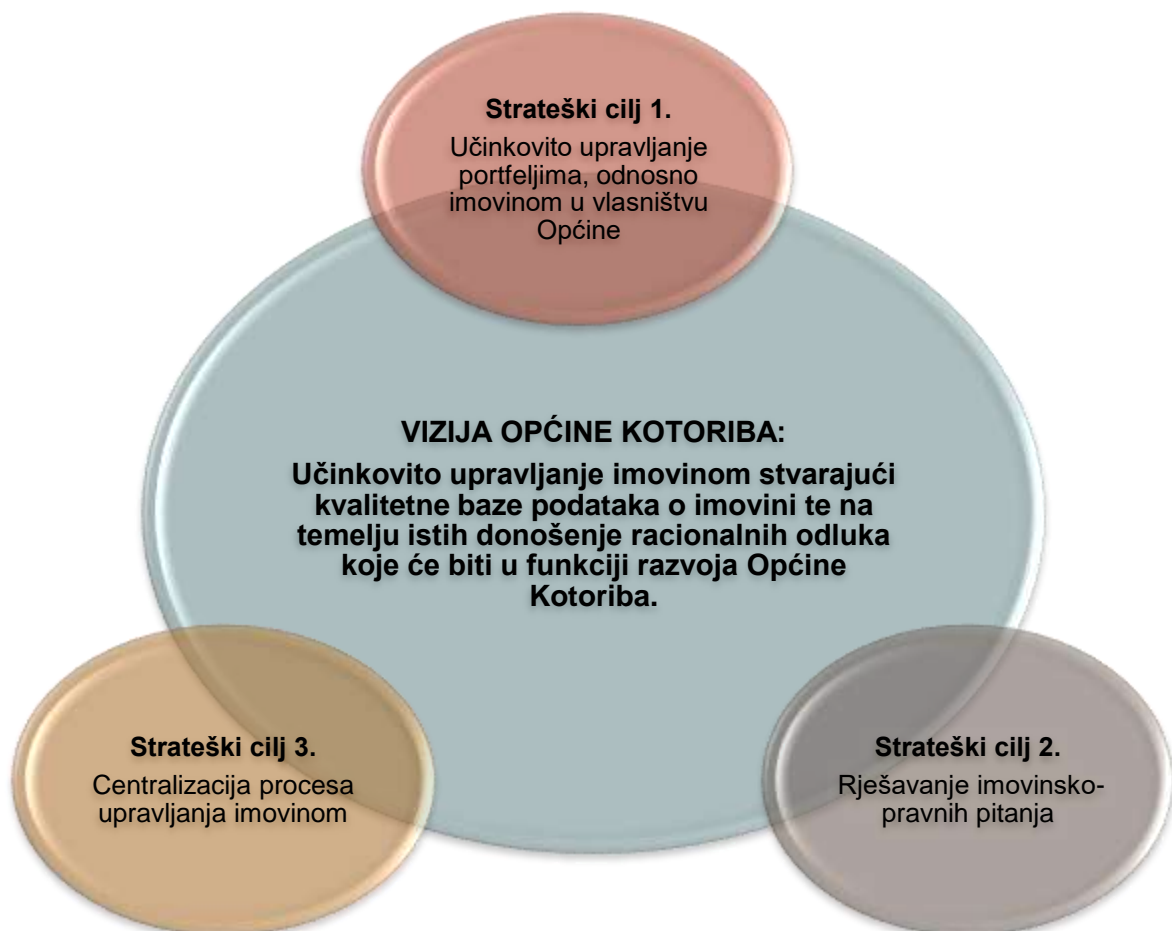 Strateški cilj 1.
Učinkovito upravljanje
portfeljima, odnosno
imovinom u vlasništvu
Općine
VIZIJA OPĆINE KOTORIBA:
Učinkovito upravljanje imovinom stvarajući
kvalitetne baze podataka o imovini te na
temelju istih donošenje racionalnih odluka
koje će biti u funkciji razvoja Općine
Kotoriba.
Strateški cilj 3.
Centralizacija procesa
upravljanja imovinom
Strateški cilj 2.
Rješavanje imovinsko-
pravnih pitanja